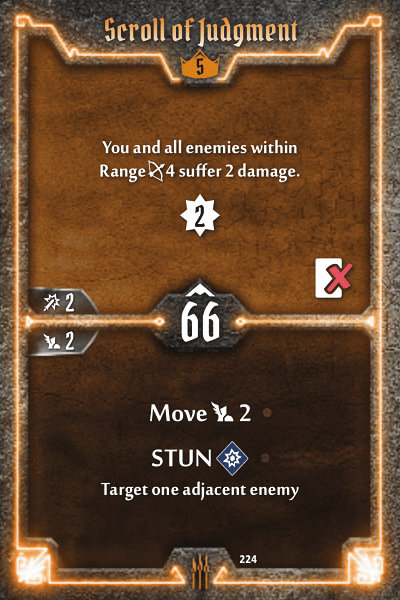 Scroll of Judgment
5
You and all enemies within
Range 4 suffer 2 damage.
2
2
66
2
Move 2
STUN
Target one adjacent enemy
224